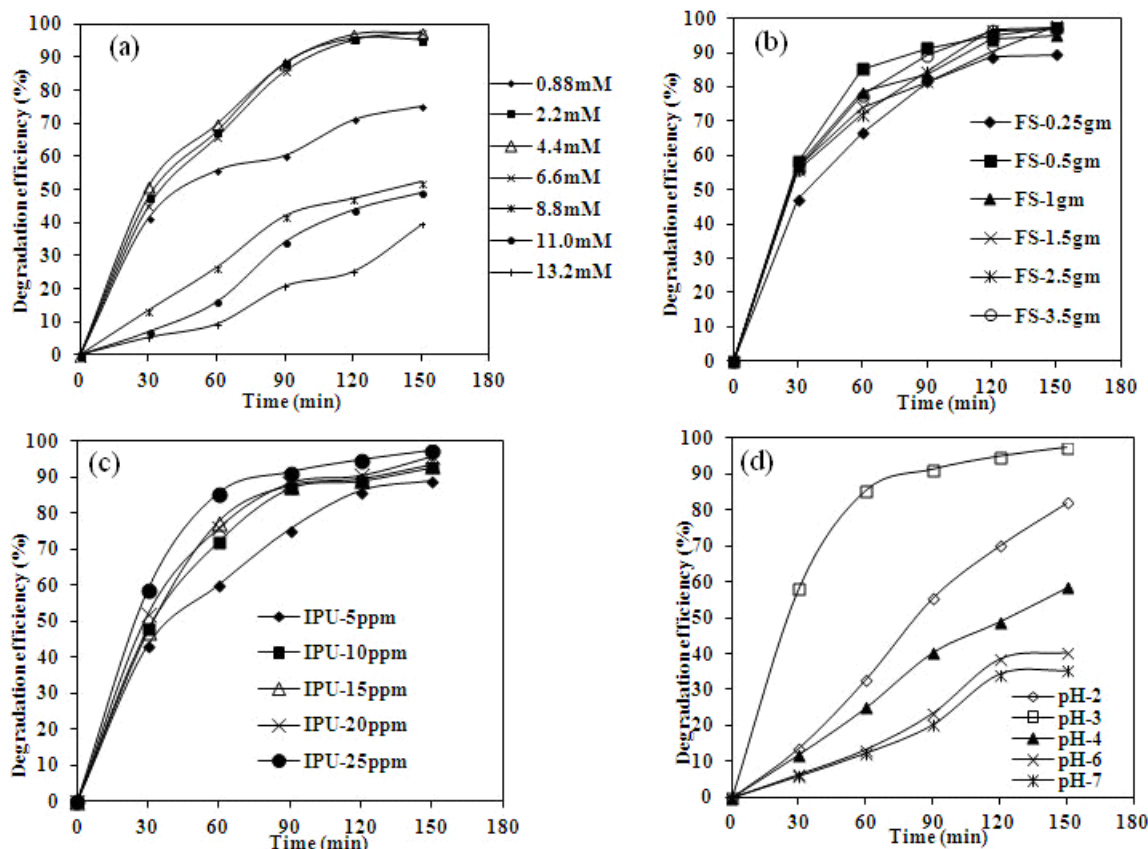 (a)
Degradation efficiency (%)
100
90
80
70
60
50
40
30
20
10
0
0 30 60 90 120 150 180
Time (min)
0.88mM
2.2mM
4.4mM
6.6mM
8.8mM
11.0mM
13.2mM
(b)
Degradation efficiency (%)
100
90
80
70
60
50
40
30
20
10
0
0 30 60 90 120 150 180
Time (min)
FS-0.25gm
FS-0.5gm
FS-1gm
FS-1.5gm
FS-2.5gm
FS-3.5gm
(c)
Degradation efficiency (%)
100
90
80
70
60
50
40
30
20
10
0
0 30 60 90 120 150 180
Time (min)
IPU-5ppm
IPU-10ppm
IPU-15ppm
IPU-20ppm
IPU-25ppm
(d)
Degradation efficiency (%)
100
90
80
70
60
50
40
30
20
10
0
0 30 60 90 120 150 180
Time (min)
pH-2
pH-3
pH-4
pH-6
pH-7